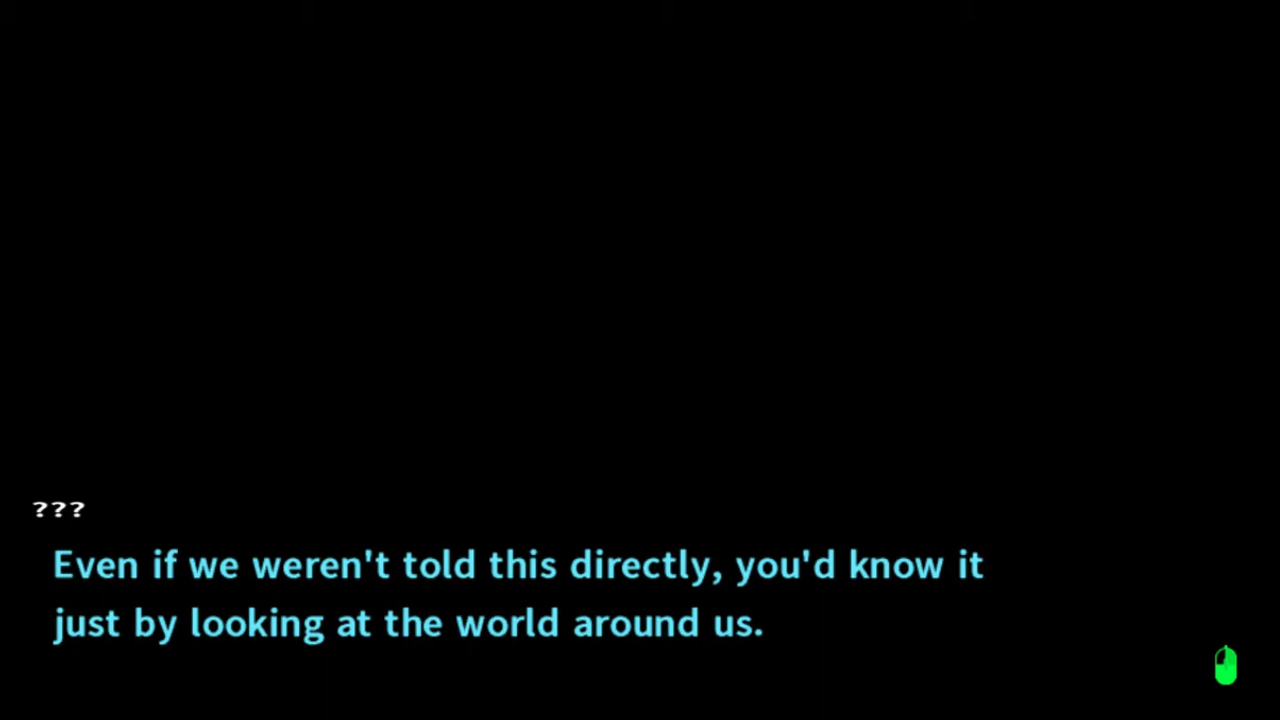 ???
Even if we weren't told this directly, you'd know it
just by looking at the world around us.